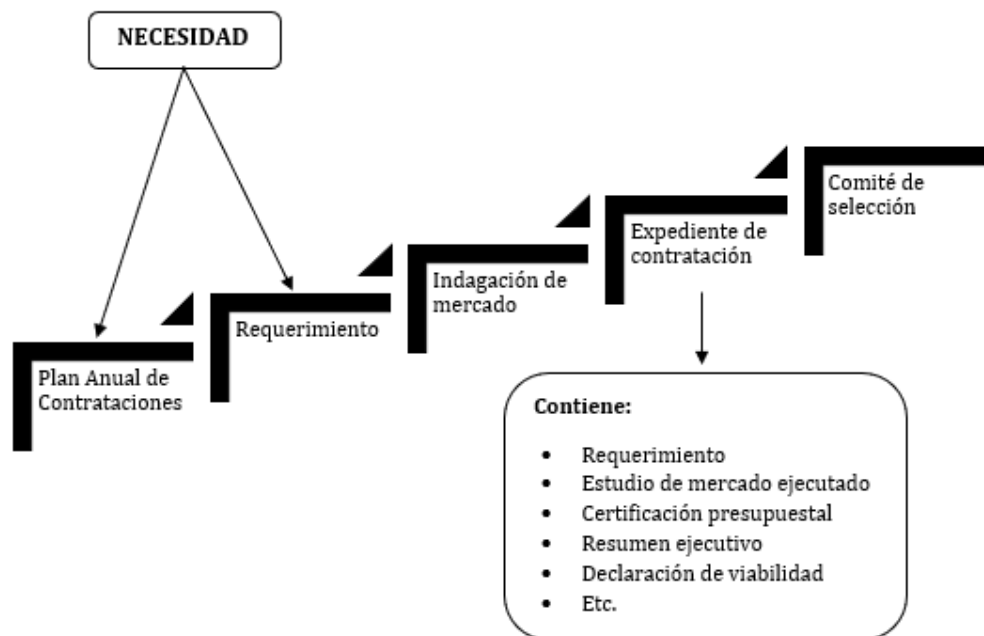 NECESIDAD
Plan Anual de
Contrataciones
Requerimiento
Indagación de
mercado
Expediente de
contratación
Comité de
selección
Contiene:
• Requerimiento
• Estudio de mercado ejecutado
• Certificación presupuestal
• Resumen ejecutivo
• Declaración de viabilidad
• Etc.